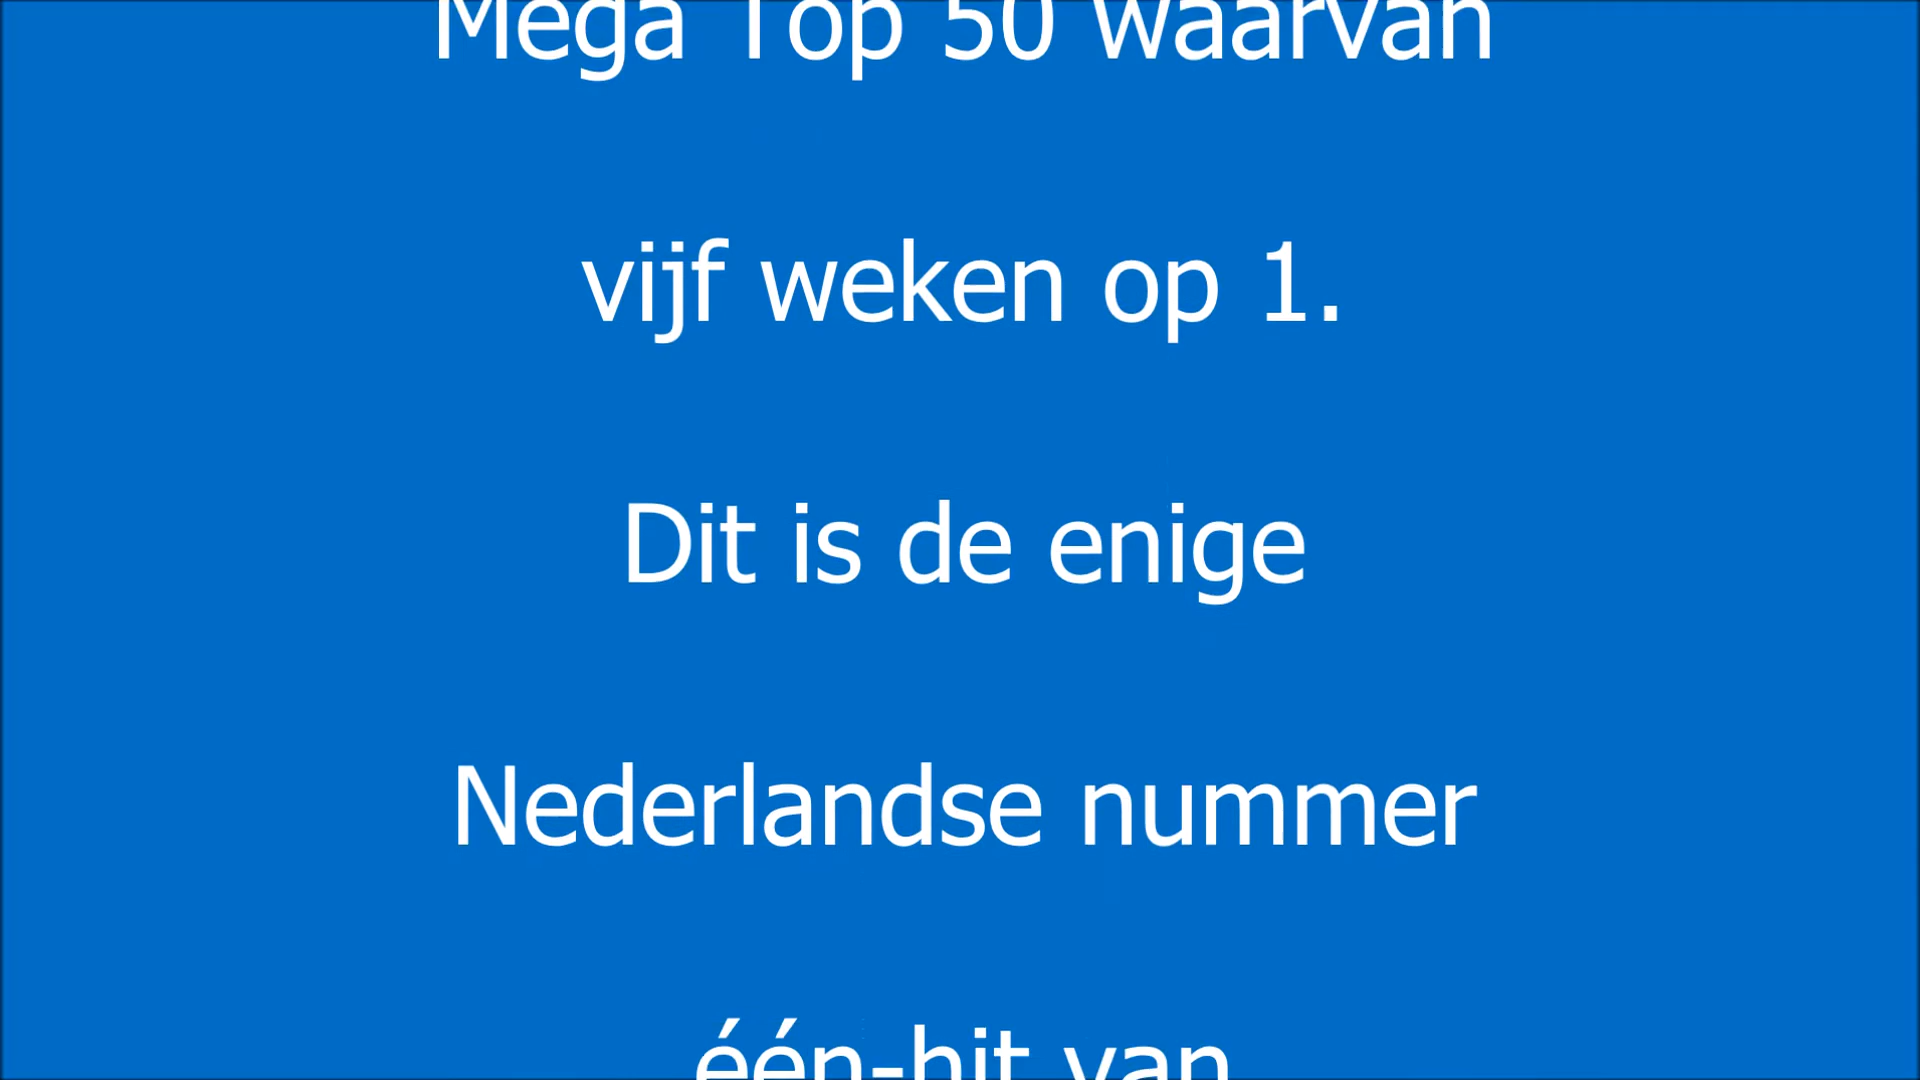 Mega Top 50 waarvan
vijf weken op 1.
Dit is de enige
Nederlandse nummer
één-hit van